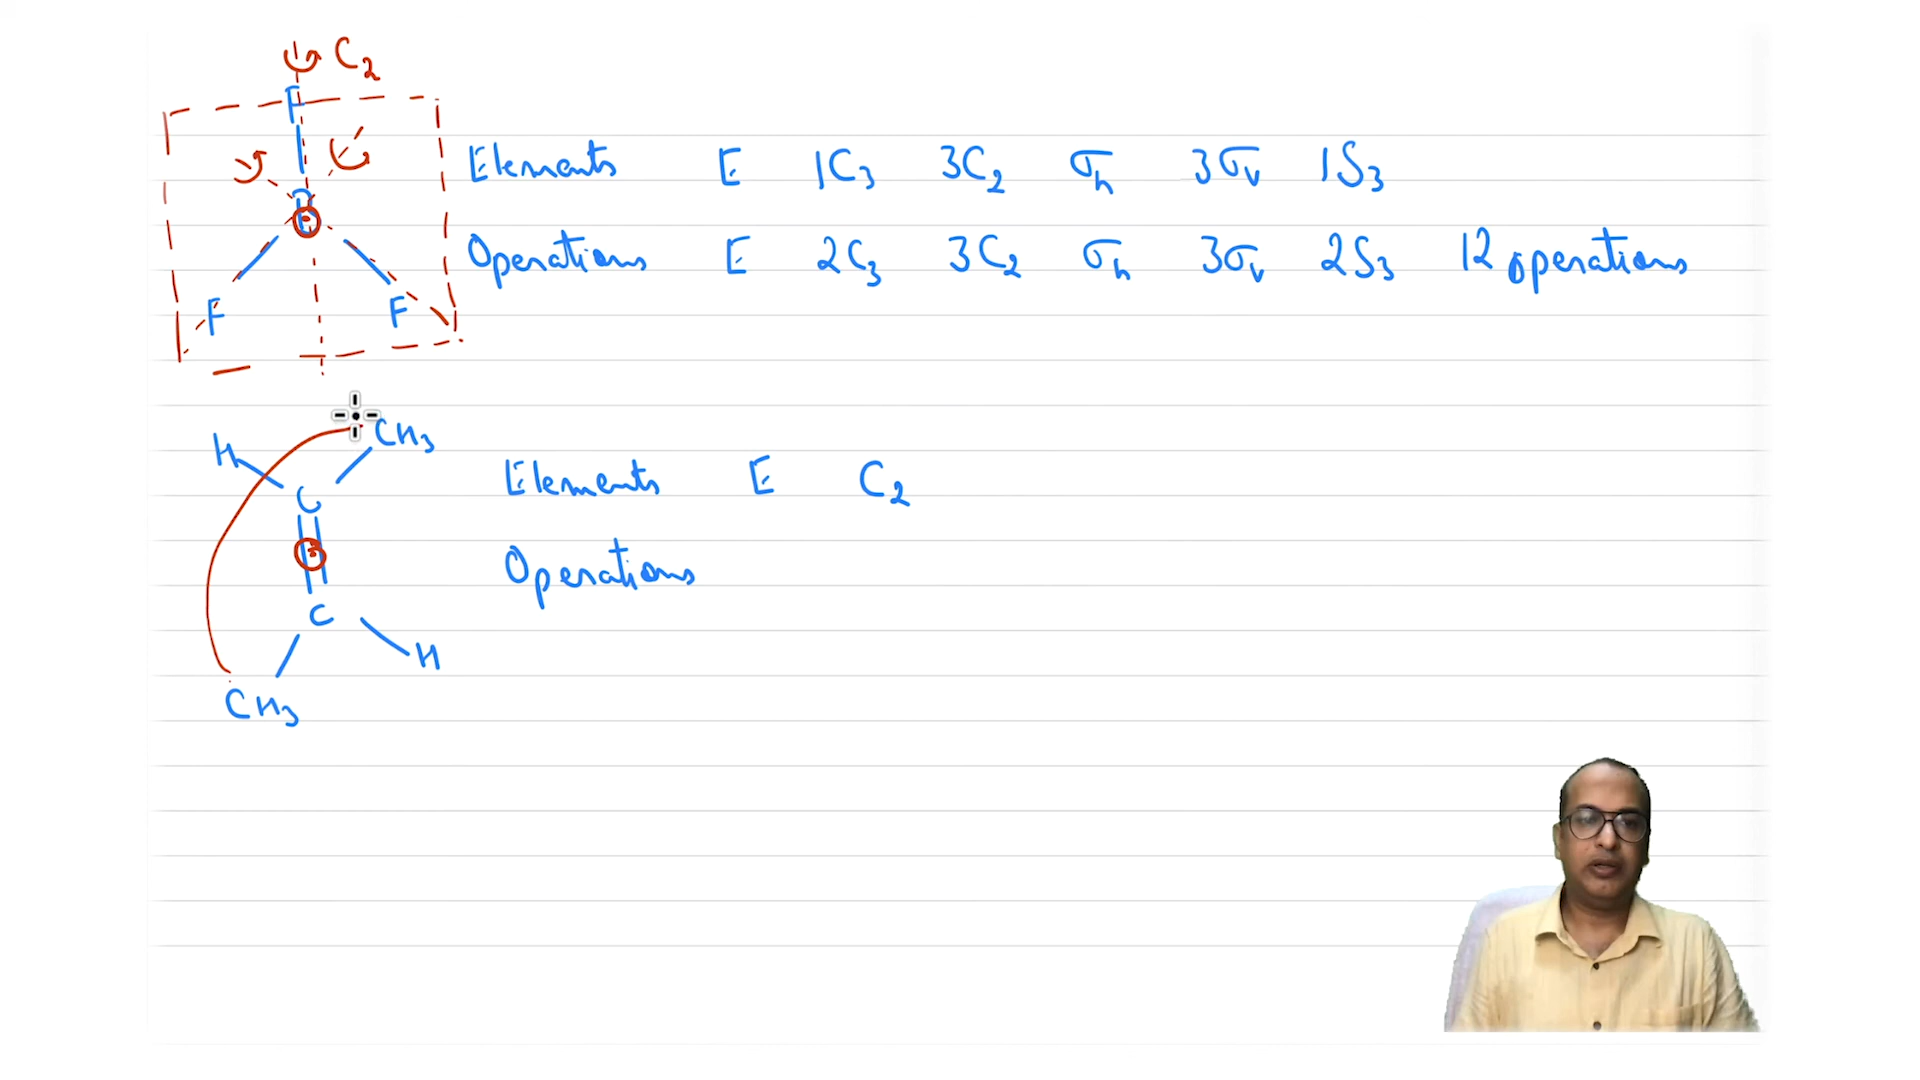 C₂
F
B
F F
Elements E 1C₃ 3C₂ σₕ 3σᵥ 1S₃
Operations E 2C₃ 3C₂ σₕ 3σᵥ 2S₃ 12 operations
H CH₃
C
C
CH₃ H
Elements E C₂
Operations